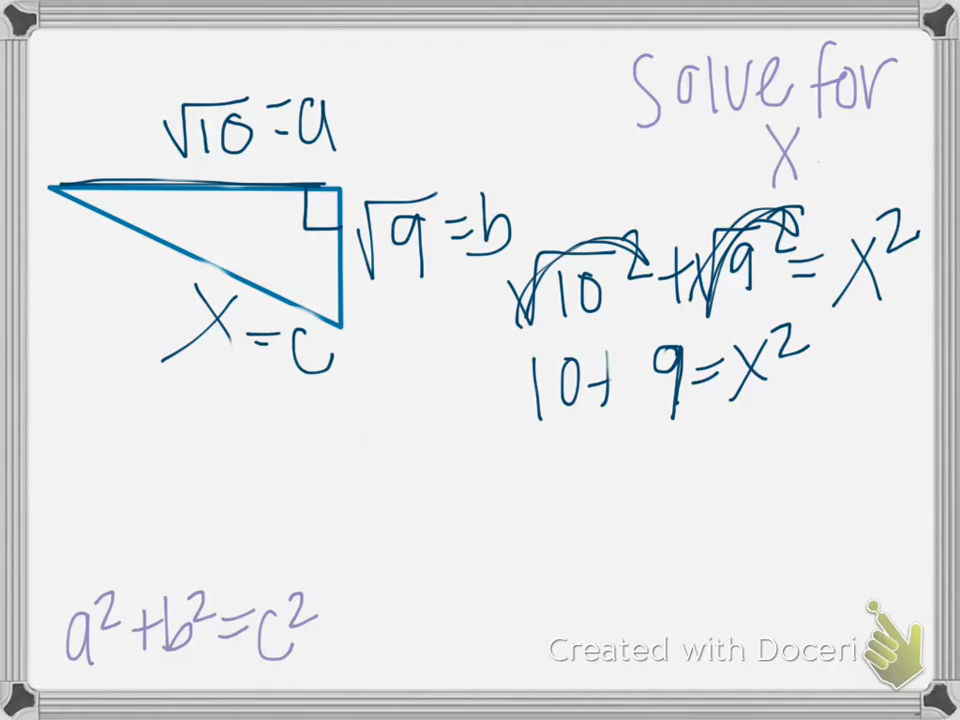 Solve for
x
√10 = a
√9 = b
x = c
√10² + √9² = x²
10 + 9 = x²
a² + b² = c²
Created with Doceri